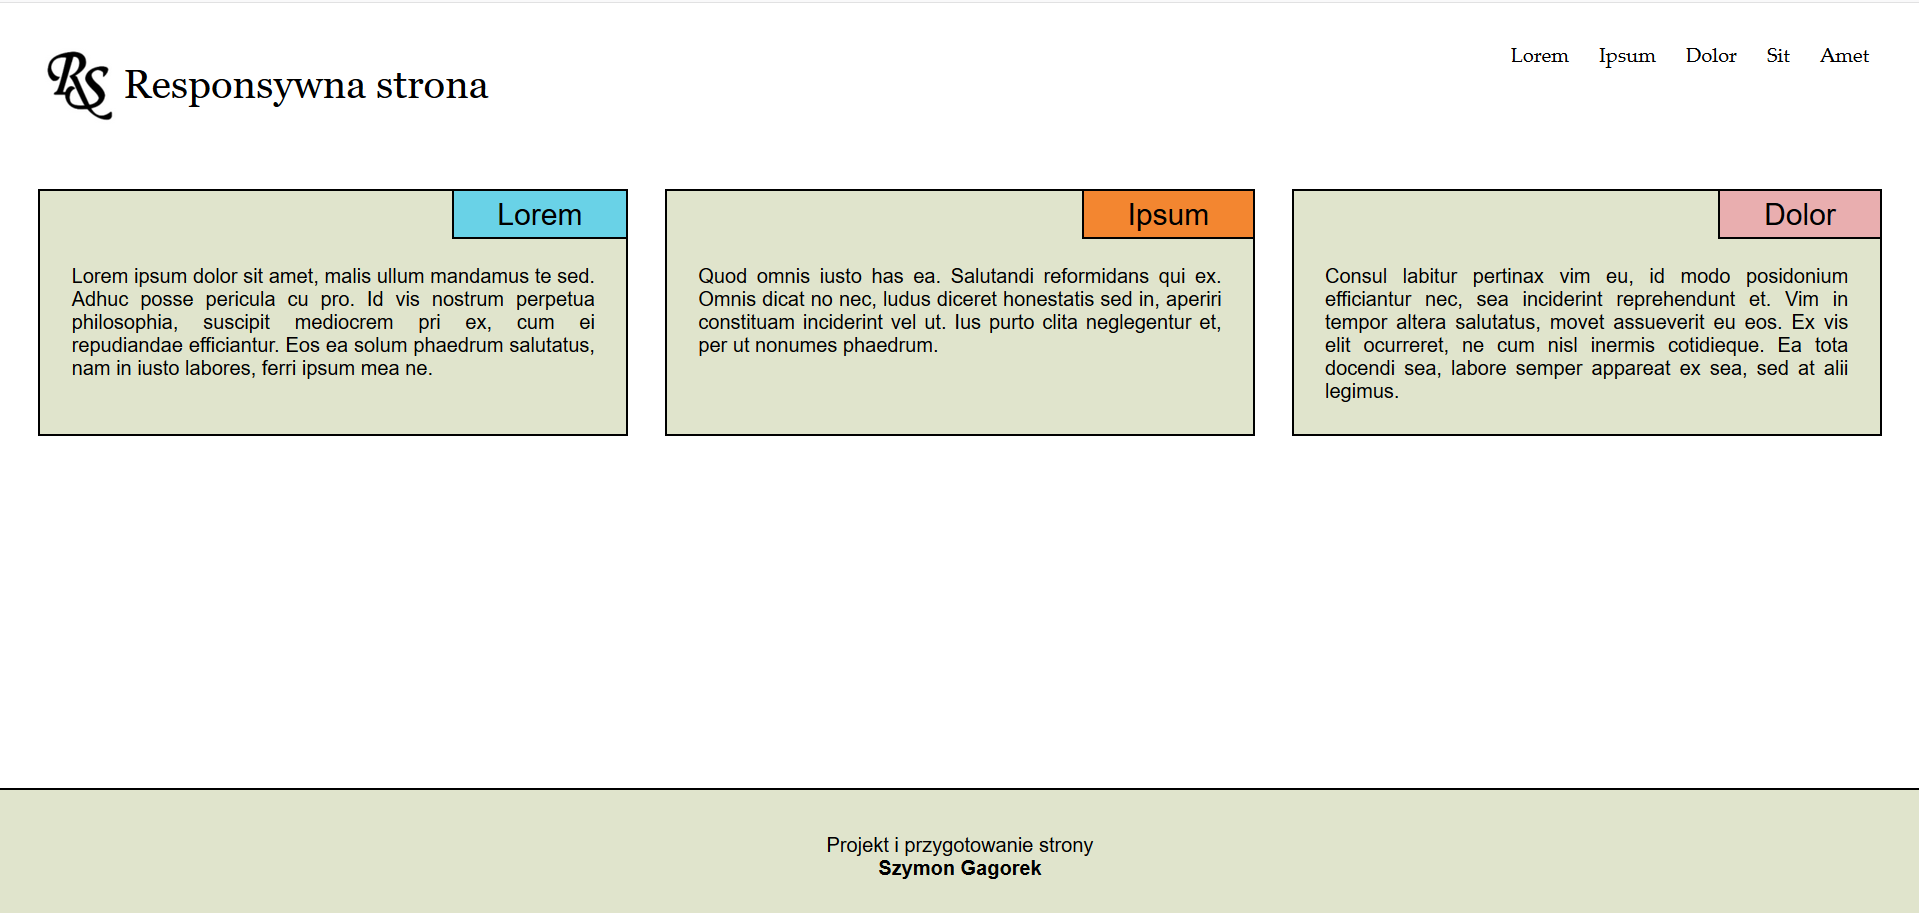 RS Responsywna strona
Lorem Ipsum Dolor Sit Amet
Lorem
Lorem ipsum dolor sit amet, malis ullum mandamus te sed.
Adhuc posse pericula cu pro. Id vis nostrum perpetua
philosophia, suscipit mediocrem pri ex, cum ei
repudiandae efficiantur. Eos ea solum phaedrum salutatus,
nam in iusto labores, ferri ipsum mea ne.
Ipsum
Quod omnis iusto has ea. Salutandi reformidans qui ex.
Omnis dicat no nec, ludus diceret honestatis sed in, aperiri
constituam inciderint vel ut. Ius purto clita neglegentur et,
per ut nonumes phaedrum.
Dolor
Consul labitur pertinax vim eu, id modo posidonium
efficiantur nec, sea inciderint reprehendunt et. Vim in
tempor altera salutatus, movet assueverit eu eos. Ex vis
elit ocurreret, ne cum nisl inermis cotidieque. Ea tota
docendi sea, labore semper appareat ex sea, sed at alii
legimus.
Projekt i przygotowanie strony
Szymon Gagorek